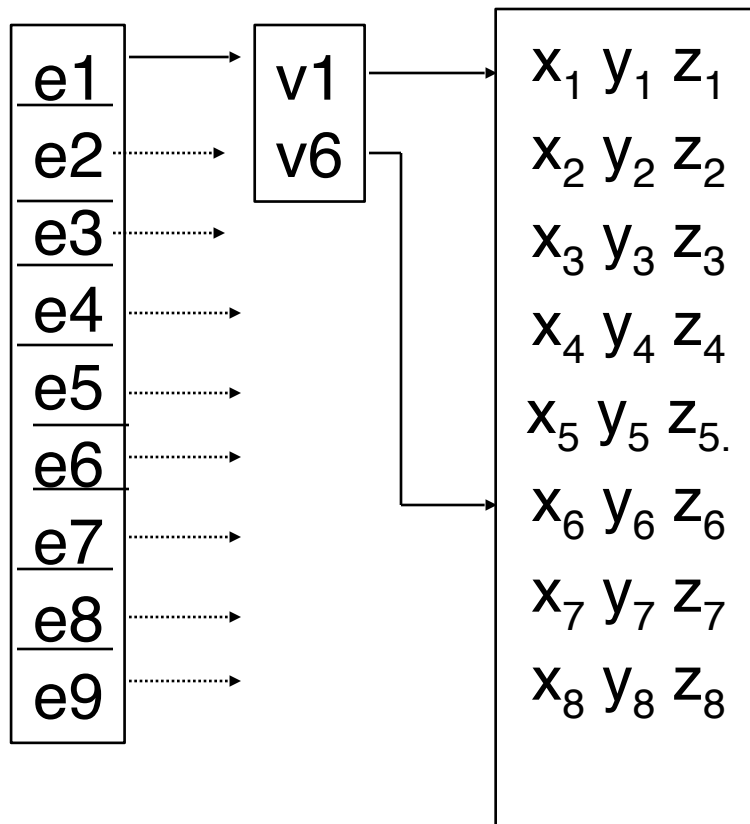 e1
e2
e3
e4
e5
e6
e7
e8
e9
v1
v6
x₁ y₁ z₁
x₂ y₂ z₂
x₃ y₃ z₃
x₄ y₄ z₄
x₅ y₅ z₅.
x₆ y₆ z₆
x₇ y₇ z₇
x₈ y₈ z₈